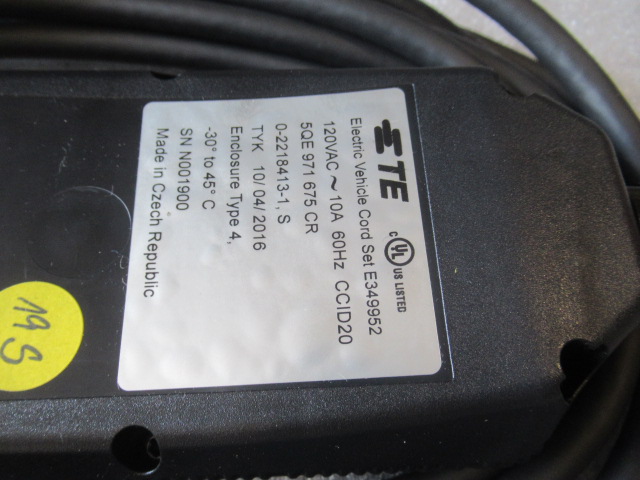 TE
c UL US LISTED
Electric Vehicle Cord Set E349952
120VAC ~ 10A 60Hz CCID20
5QE 971 675 CR
0-2218413-1, S
TYK 10/04/2016
Enclosure Type 4,
-30° to 45° C
SN N001900
Made in Czech Republic
19S